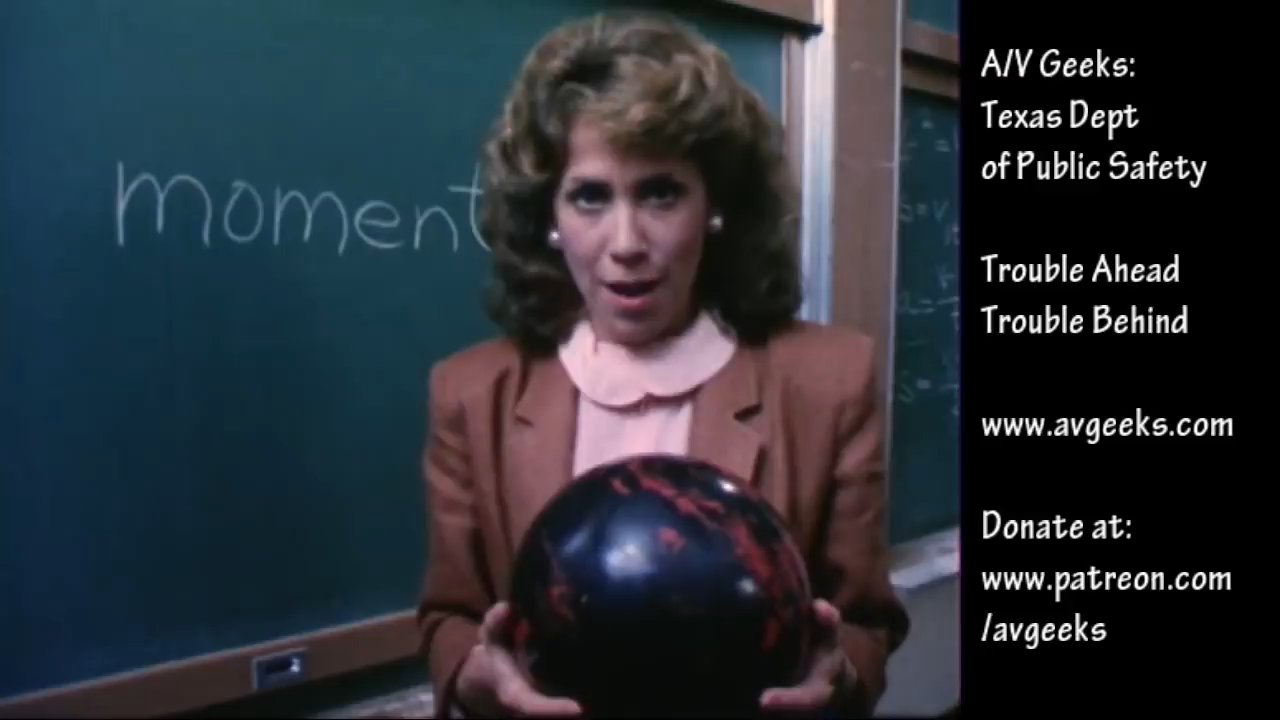 moment
A/V Geeks:
Texas Dept
of Public Safety
Trouble Ahead
Trouble Behind
www.avgeeks.com
Donate at:
www.patreon.com
/avgeeks